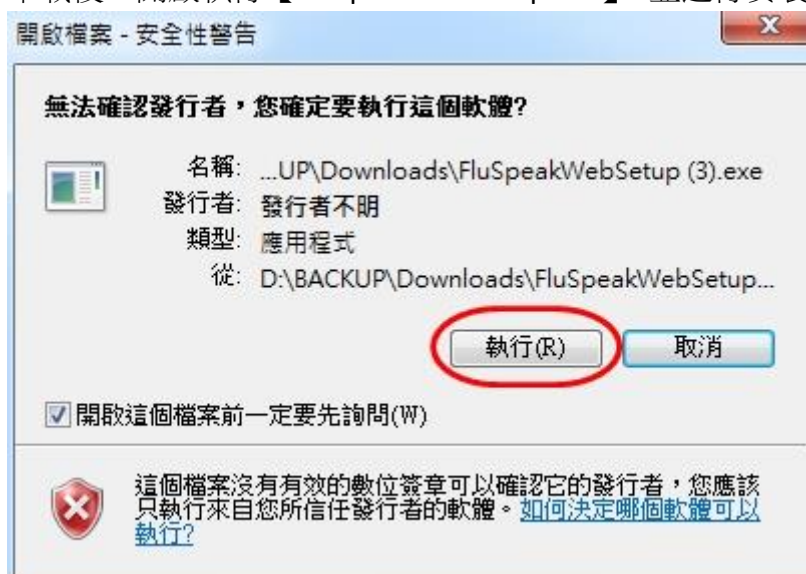 開啟檔案 - 安全性警告
無法確認發行者，您確定要執行這個軟體?
名稱: ...UP\Downloads\FluSpeakWebSetup (3).exe
發行者: 發行者不明
類型: 應用程式
從: D:\BACKUP\Downloads\FluSpeakWebSetup...
執行(R) 取消
開啟這個檔案前一定要先詢問(W)
這個檔案沒有有效的數位簽章可以確認它的發行者，您應該
只執行來自您所信任發行者的軟體。如何決定哪個軟體可以
執行?